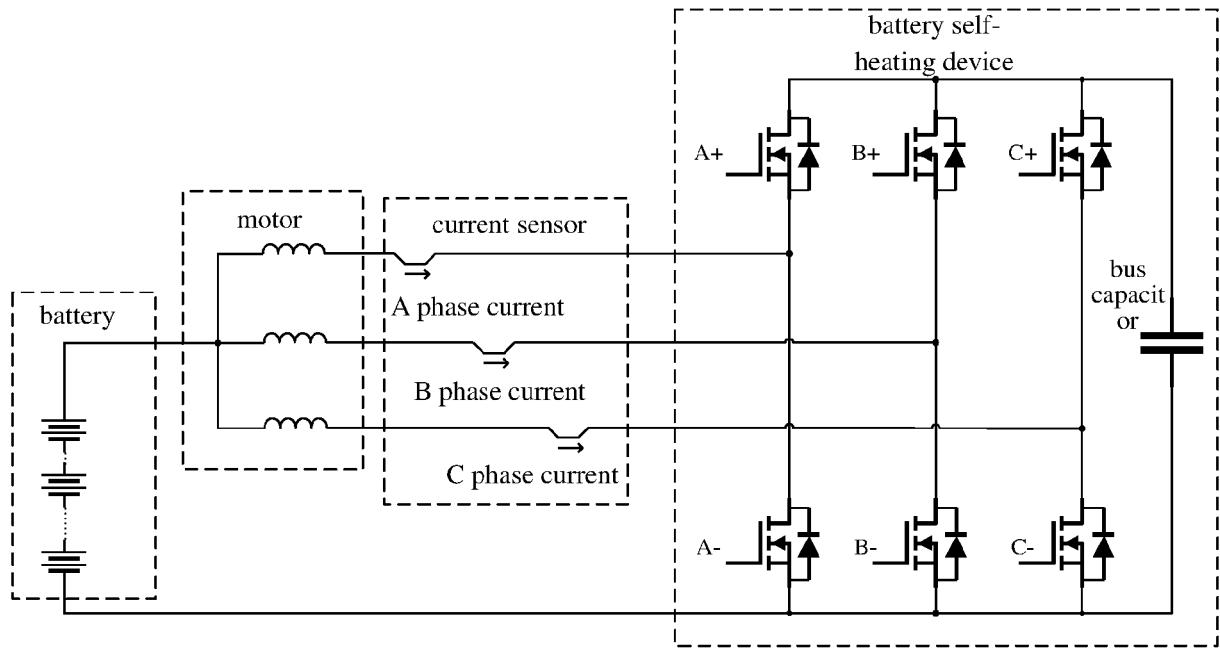 battery self-
heating device
A+
B+
C+
motor
current sensor
bus
capacit
or
A phase current
battery
B phase current
C phase current
A-
B-
C-